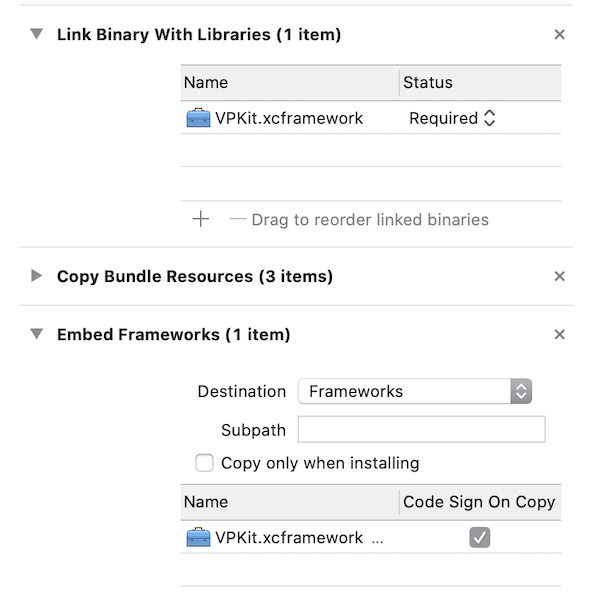 Link Binary With Libraries (1 item)
Name Status
VPKit.xcframework Required
Drag to reorder linked binaries
Copy Bundle Resources (3 items)
Embed Frameworks (1 item)
Destination Frameworks
Subpath
Copy only when installing
Name Code Sign On Copy
VPKit.xcframework ...